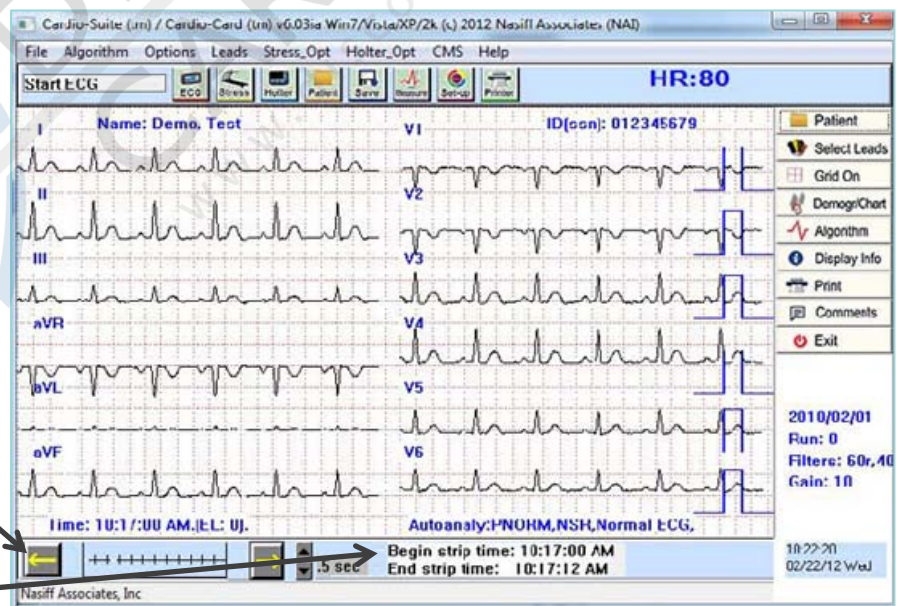 Cardio-Suite (tm) / Cardio-Card (tm) v6.03ia Win7/Vista/XP/2k (c) 2012 Nasiff Associates (NAI)
File Algorithm Options Leads Stress_Opt Holter_Opt CMS Help
Start ECG ECG Stress Holter Patient Save Measure Set-up Printer HR:80
Name: Demo, Test ID(ssn): 012345679
I V1
II V2
III V3
aVR V4
aVL V5
aVF V6
Time: 10:17:00 AM.(EL: 0).
Autoanaly:PNORM,NSR,Normal ECG,
Patient
Select Leads
Grid On
Demogr/Chart
Algorithm
Display Info
Print
Comments
Exit
2010/02/01
Run: 0
Filters: 60r,40
Gain: 10
.5 sec
Begin strip time: 10:17:00 AM
End strip time: 10:17:12 AM
10:22:20
02/22/12 Wed
Nasiff Associates, Inc